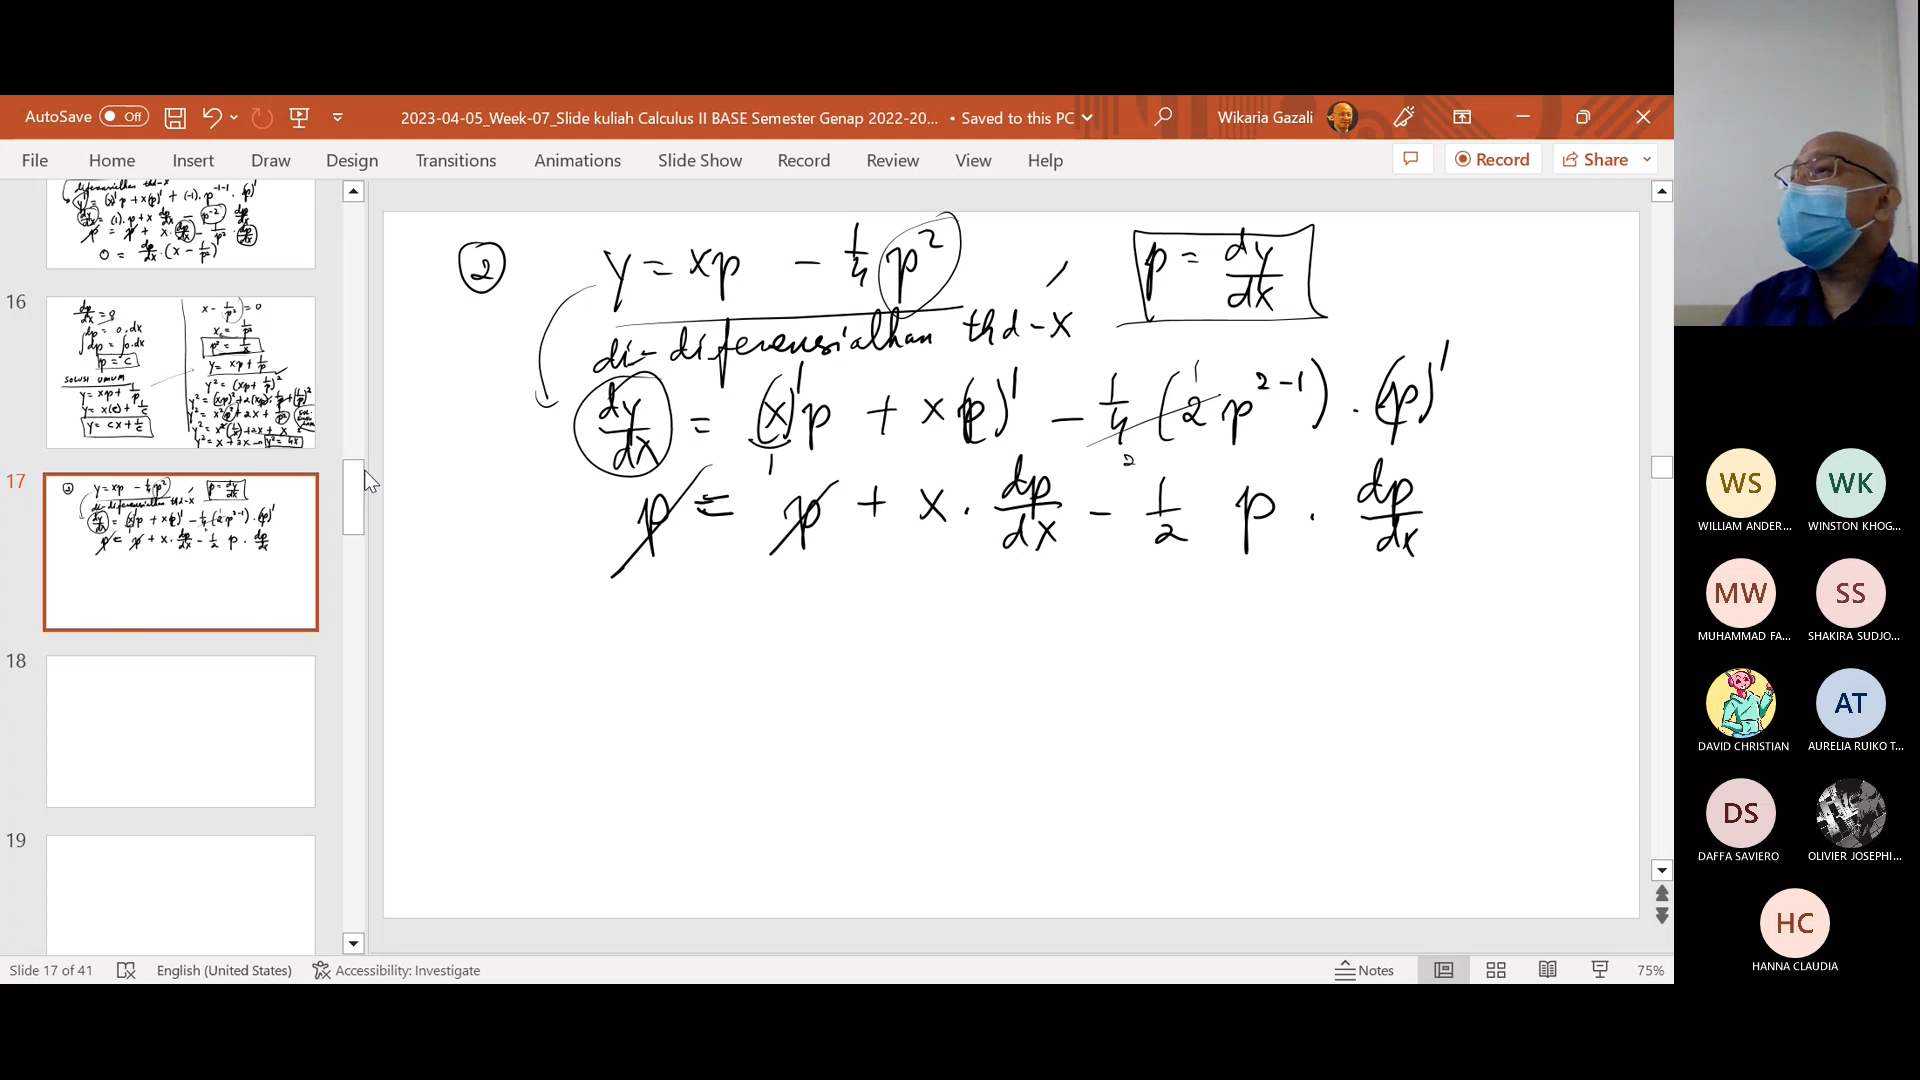 AutoSave Off 2023-04-05_Week-07_Slide kuliah Calculus II BASE Semester Genap 2022-20... • Saved to this PC Wikaria Gazali
File Home Insert Draw Design Transitions Animations Slide Show Record Review View Help Record Share
16
17
18
19
② y = xp - 1/4 p², p = dy/dx
di-diferensialkan thd-x
dy/dx = (x)'p + x(p)' - 1/4 (2p^2-1) . (p)'
1 1 2
p = p + x . dp/dx - 1/2 p . dp/dx
WS WK
WILLIAM ANDER... WINSTON KHOG...
MW SS
MUHAMMAD FA... SHAKIRA SUDJO...
AT
DAVID CHRISTIAN AURELIA RUIKO T...
DS
DAFFA SAVIERO OLIVIER JOSEPHI...
HC
HANNA CLAUDIA
Slide 17 of 41 English (United States) Accessibility: Investigate Notes 75%